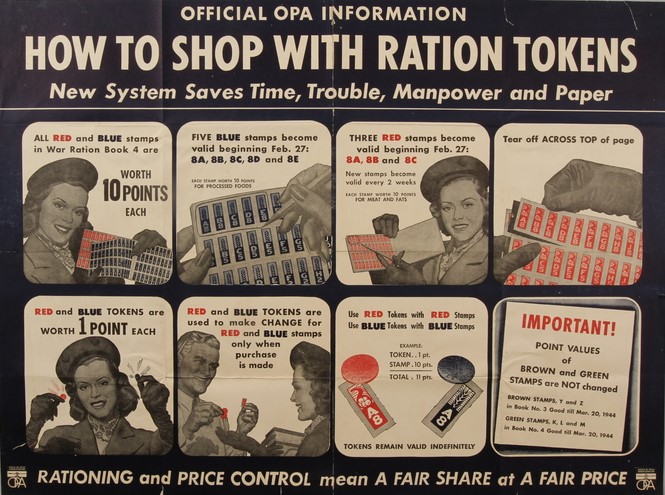 OFFICIAL OPA INFORMATION
HOW TO SHOP WITH RATION TOKENS
New System Saves Time, Trouble, Manpower and Paper
ALL RED and BLUE stamps
in War Ration Book 4 are
WORTH
10 POINTS
EACH
FIVE BLUE stamps become
valid beginning Feb. 27:
8A, 8B, 8C, 8D and 8E
EACH STAMP WORTH 10 POINTS
FOR PROCESSED FOODS
THREE RED stamps become
valid beginning Feb. 27:
8A, 8B and 8C
New stamps become
valid every 2 weeks
EACH STAMP WORTH 10 POINTS
FOR MEAT AND FATS
Tear off ACROSS TOP of page
RED and BLUE TOKENS are
WORTH 1 POINT EACH
RED and BLUE TOKENS are
used to make CHANGE for
RED and BLUE stamps
only when
purchase
is made
Use RED Tokens with RED Stamps
Use BLUE Tokens with BLUE Stamps
EXAMPLE:
TOKEN..1 pt.
STAMP.10 pts.
TOTAL.11 pts.
A8
A8
TOKENS REMAIN VALID INDEFINITELY
IMPORTANT!
POINT VALUES
of
BROWN and GREEN
STAMPS are NOT changed
BROWN STAMPS, Y and Z
in Book No. 3 Good till Mar. 20, 1944
GREEN STAMPS, K, L and M
in Book No. 4 Good till Mar. 20, 1944
OPA
RATIONING and PRICE CONTROL mean A FAIR SHARE at A FAIR PRICE
OPA